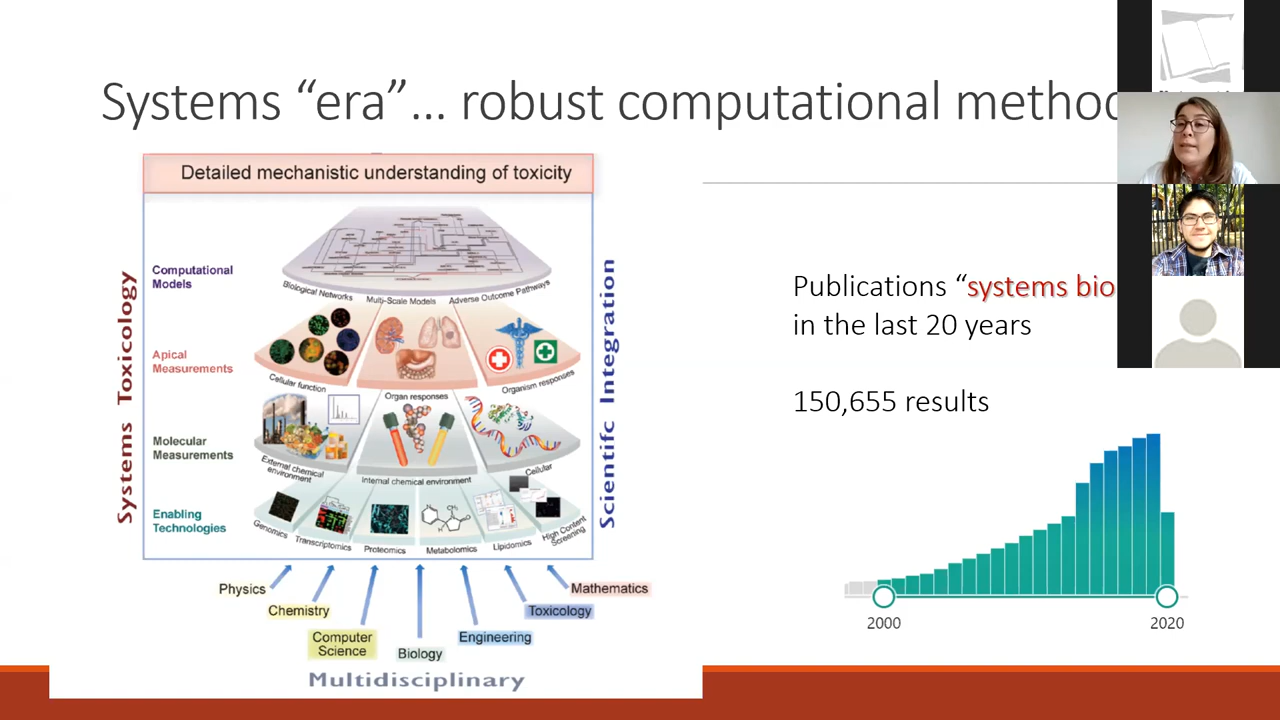 Systems “era”... robust computational method
Detailed mechanistic understanding of toxicity
Systems Toxicology
Scientifc Integration
Computational
Models
Biological Networks
Multi-Scale Models
Adverse Outcome Pathways
Apical
Measurements
Cellular function
Organ responses
Organism responses
Molecular
Measurements
External chemical
environment
Internal chemical environment
Cellular
Enabling
Technologies
Genomics
Transcriptomics
Proteomics
Metabolomics
Lipidomics
High Content
Screening
Physics
Chemistry
Computer
Science
Biology
Engineering
Toxicology
Mathematics
Multidisciplinary
Publications “systems bio
in the last 20 years
150,655 results
2000
2020